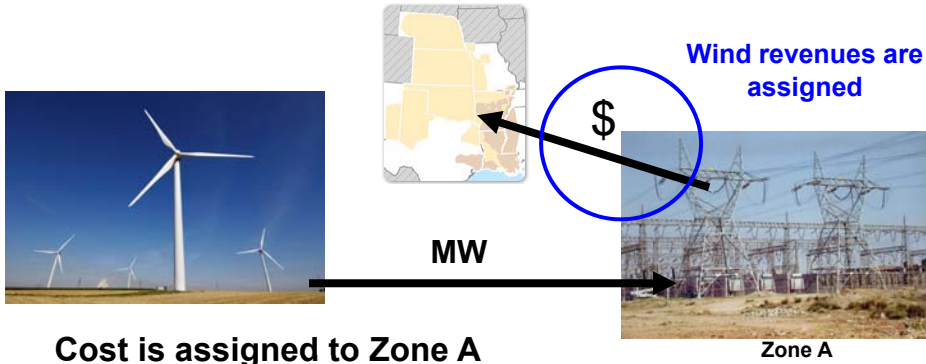 Wind revenues are
assigned
$
MW
Cost is assigned to Zone A
Zone A